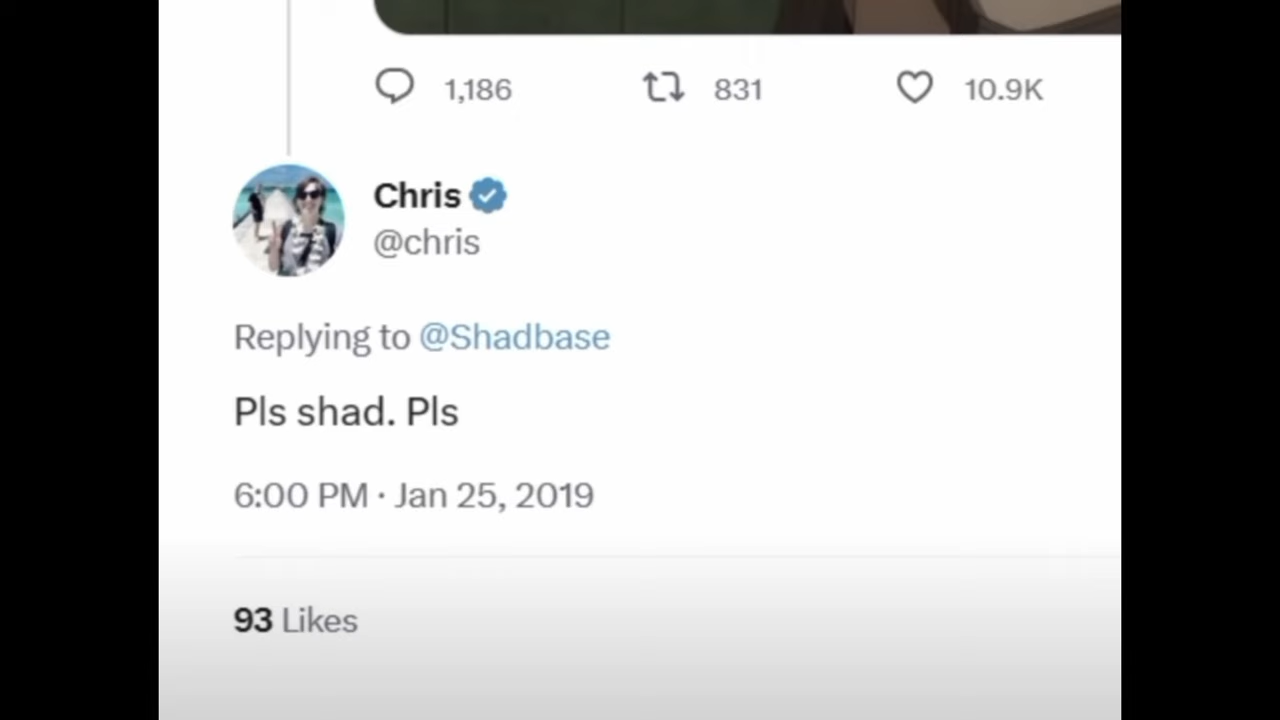 1,186 831 10.9K
Chris
@chris
Replying to @Shadbase
Pls shad. Pls
6:00 PM · Jan 25, 2019
93 Likes